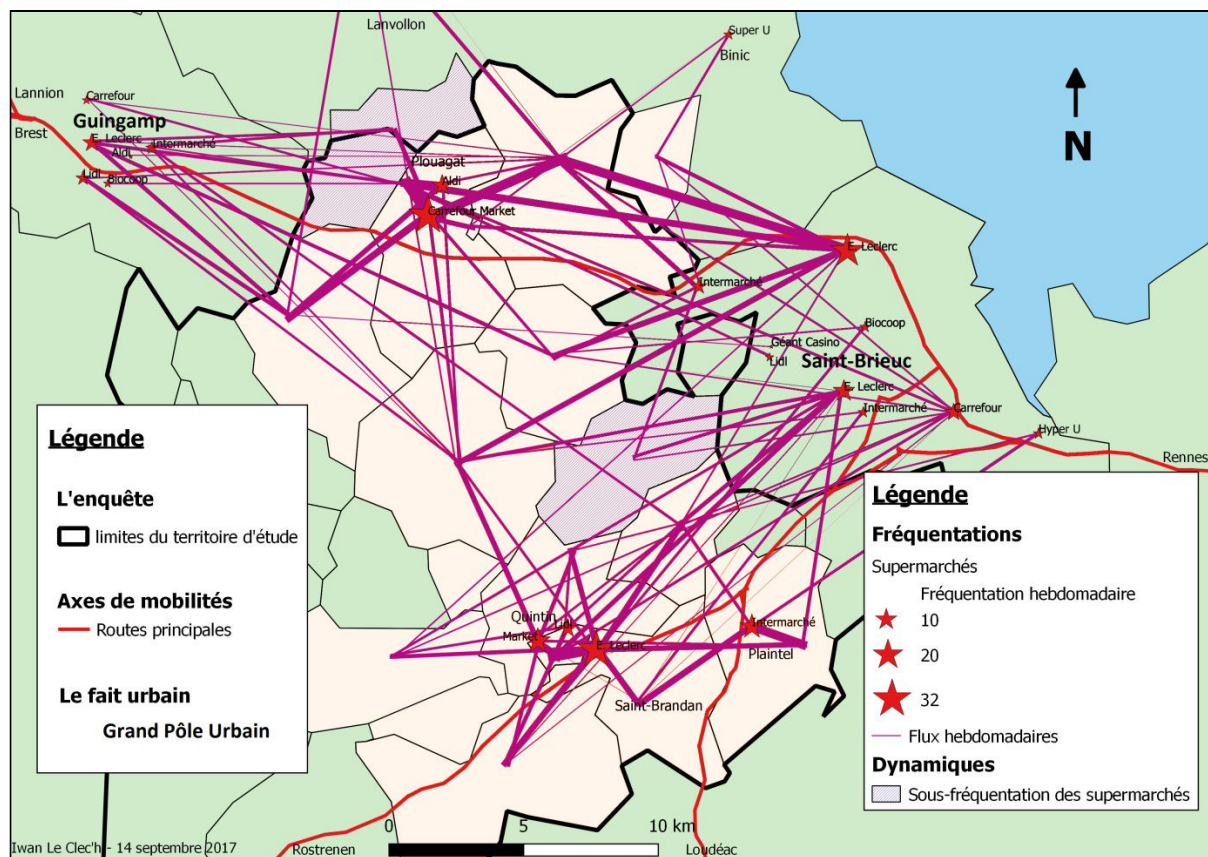 Lanvollon
Super U
Binic
Lannion
Carrefour
Guingamp
Brest
E. Leclerc
Intermarché
Aldi
Lidl
Biocoop
Plouagat
Aldi
Carrefour Market
N
E. Leclerc
Intermarché
Biocoop
Géant Casino
Lidl
Saint-Brieuc
E. Leclerc
Intermarché
Carrefour
Hyper U
Rennes
Quintin
Lidl
Market
E. Leclerc
Intermarché
Plaintel
Saint-Brandan
Légende
L'enquête
limites du territoire d'étude
Axes de mobilités
Routes principales
Le fait urbain
Grand Pôle Urbain
Légende
Fréquentations
Supermarchés
Fréquentation hebdomadaire
10
20
32
Flux hebdomadaires
Dynamiques
Sous-fréquentation des supermarchés
0 5 10 km
Iwan Le Clec'h - 14 septembre 2017
Rostrenen
Loudéac